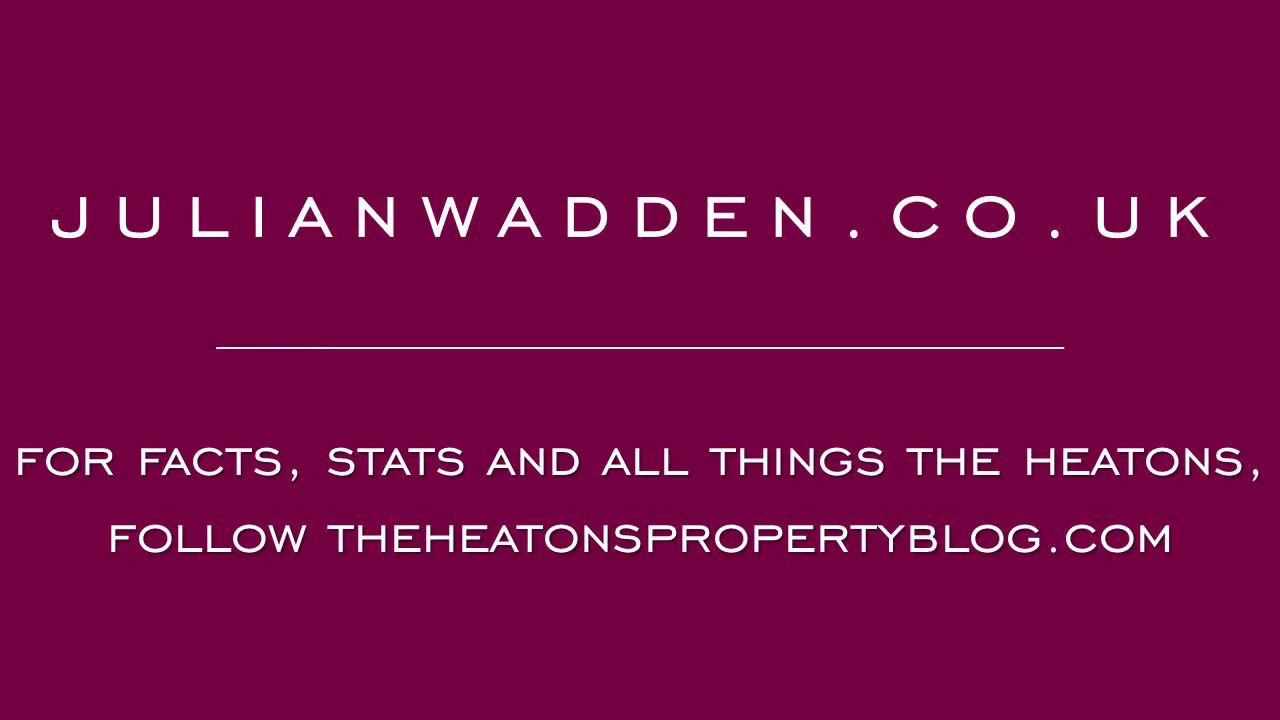 JULIANWADDEN.CO.UK
FOR FACTS, STATS AND ALL THINGS THE HEATONS,
FOLLOW THEHEATONSPROPERTYBLOG.COM